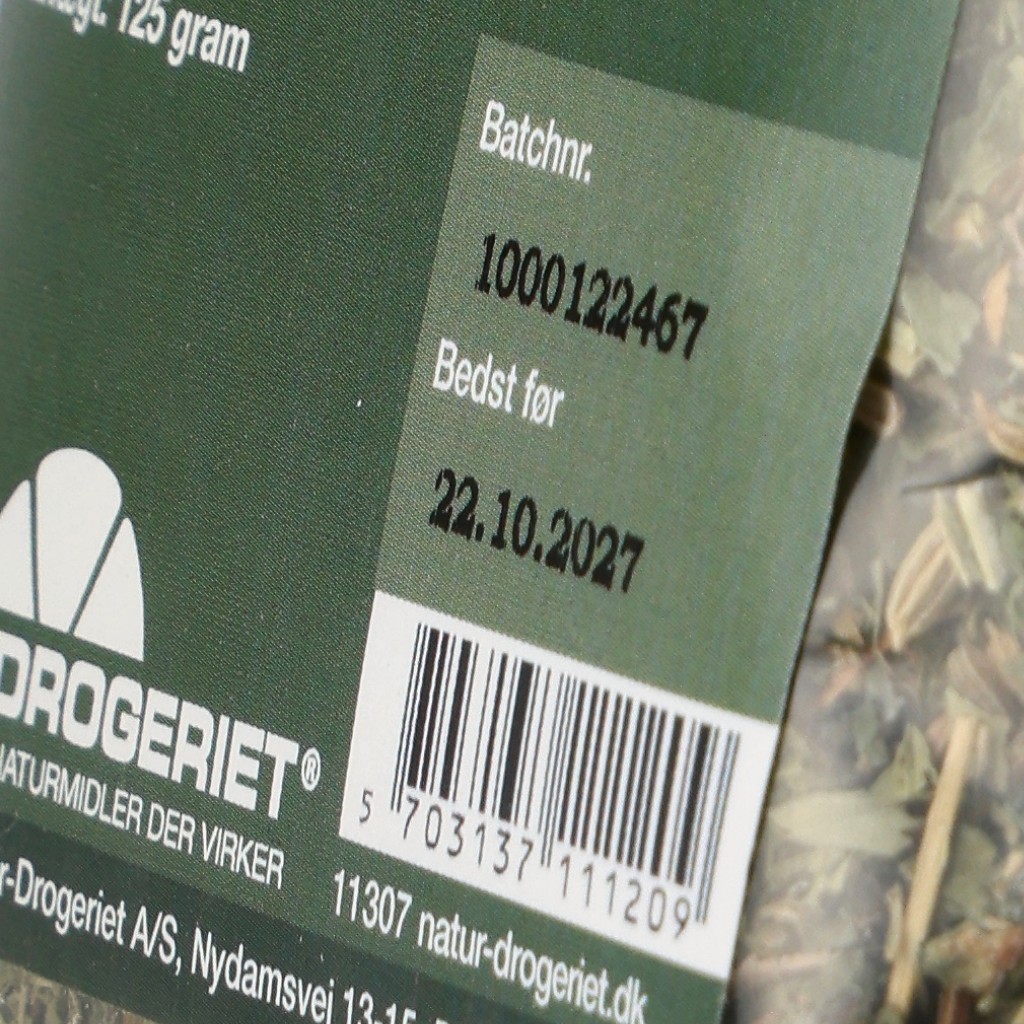 125 gram
Batchnr.
1000122467
Bedst før
22.10.2027
DROGERIET®
NATURMIDLER DER VIRKER
5 703137 111209
11307 natur-drogeriet.dk
r-Drogeriet A/S, Nydamsvej 13-15